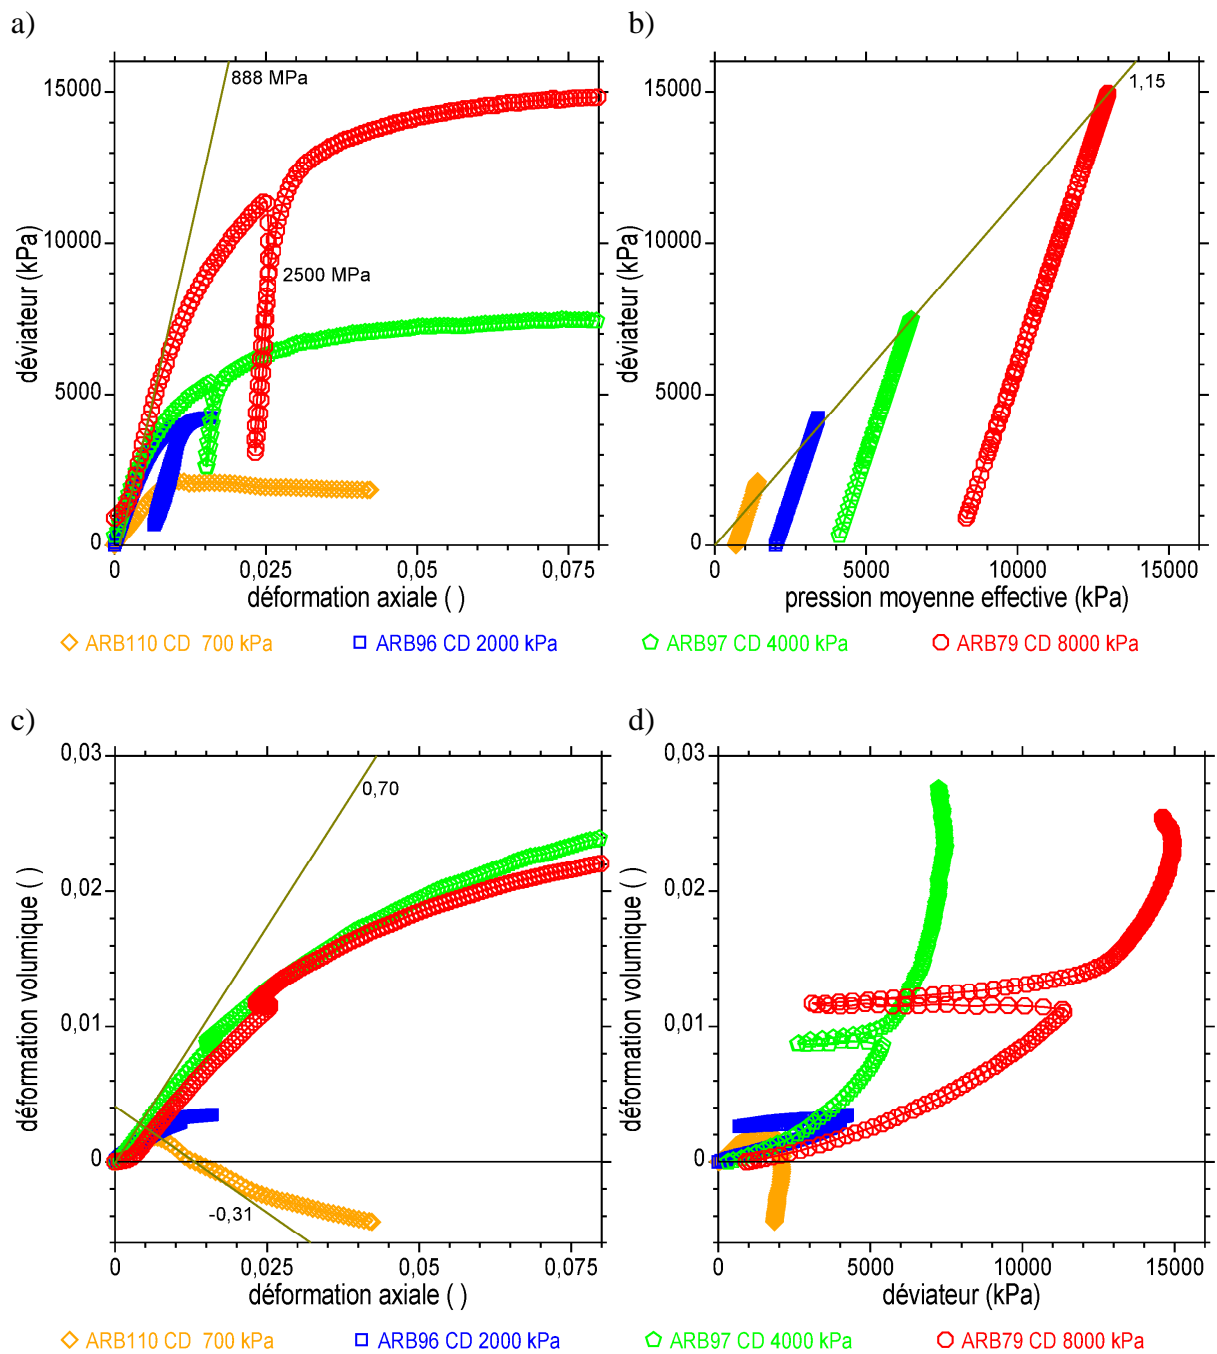 a)
b)
15000
10000
5000
0
déviateur (kPa)
888 MPa
2500 MPa
0 0,025 0,05 0,075
déformation axiale ( )
15000
10000
5000
0
déviateur (kPa)
1,15
0 5000 10000 15000
pression moyenne effective (kPa)
ARB110 CD 700 kPa ARB96 CD 2000 kPa ARB97 CD 4000 kPa ARB79 CD 8000 kPa
c)
d)
0,03
0,02
0,01
0
déformation volumique ( )
0,70
-0,31
0 0,025 0,05 0,075
déformation axiale ( )
0,03
0,02
0,01
0
déformation volumique ( )
0 5000 10000 15000
déviateur (kPa)
ARB110 CD 700 kPa ARB96 CD 2000 kPa ARB97 CD 4000 kPa ARB79 CD 8000 kPa